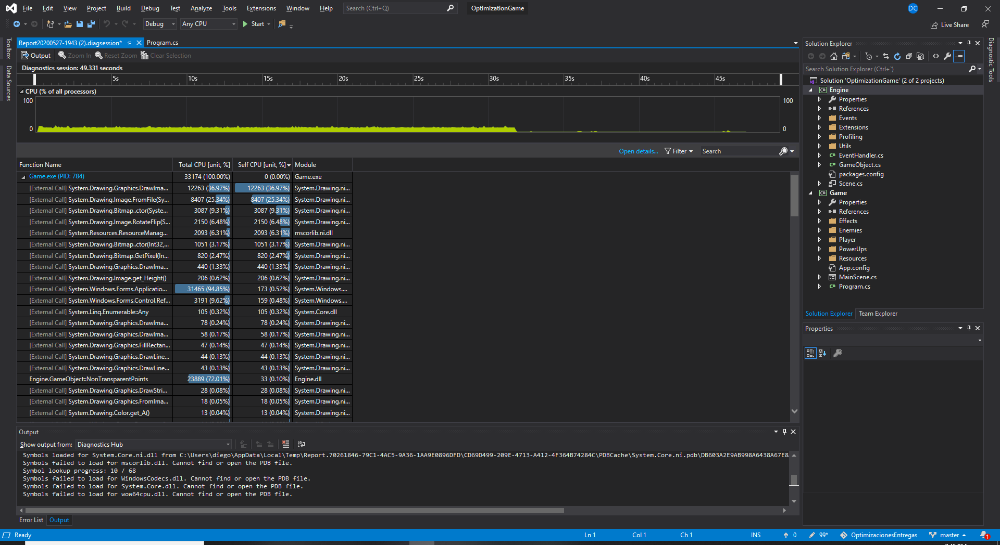 File Edit View Project Build Debug Test Analyze Tools Extensions Window Help Search (Ctrl+Q) OptimizationGame DC
Debug Any CPU Start Live Share
Toolbox
Data Sources
Report20200527-1943 (2).diagsession* Program.cs
Output Zoom In Reset Zoom Clear Selection
Diagnostics session: 49.331 seconds
5s 10s 15s 20s 25s 30s 35s 40s 45s
CPU (% of all processors)
100 100
0 0
Open details... Filter Search
Function Name Total CPU [unit, %] Self CPU [unit, %] Module
Game.exe (PID: 784) 33174 (100.00%) 0 (0.00%) Game.exe
[External Call] System.Drawing.Graphics.DrawIma... 12263 (36.97%) 12263 (36.97%) System.Drawing.ni...
[External Call] System.Drawing.Image.FromFile(Sy... 8407 (25.34%) 8407 (25.34%) System.Drawing.ni...
[External Call] System.Drawing.Bitmap..ctor(Syste... 3087 (9.31%) 3087 (9.31%) System.Drawing.ni...
[External Call] System.Drawing.Image.RotateFlip(S... 2150 (6.48%) 2150 (6.48%) System.Drawing.ni...
[External Call] System.Resources.ResourceManag... 2093 (6.31%) 2093 (6.31%) mscorlib.ni.dll
[External Call] System.Drawing.Bitmap..ctor(Int32,... 1051 (3.17%) 1051 (3.17%) System.Drawing.ni...
[External Call] System.Drawing.Bitmap.GetPixel(In... 820 (2.47%) 820 (2.47%) System.Drawing.ni...
[External Call] System.Drawing.Graphics.DrawIma... 440 (1.33%) 440 (1.33%) System.Drawing.ni...
[External Call] System.Drawing.Image.get_Height() 206 (0.62%) 206 (0.62%) System.Drawing.ni...
[External Call] System.Windows.Forms.Applicatio... 31465 (94.85%) 173 (0.52%) System.Windows....
[External Call] System.Windows.Forms.Control.Ref... 3191 (9.62%) 159 (0.48%) System.Windows....
[External Call] System.Linq.Enumerable::Any 105 (0.32%) 105 (0.32%) System.Core.dll
[External Call] System.Drawing.Graphics.DrawIma... 78 (0.24%) 78 (0.24%) System.Drawing.ni...
[External Call] System.Drawing.Graphics.DrawIma... 58 (0.17%) 58 (0.17%) System.Drawing.ni...
[External Call] System.Drawing.Graphics.FillRectan... 47 (0.14%) 47 (0.14%) System.Drawing.ni...
[External Call] System.Drawing.Graphics.DrawLine... 44 (0.13%) 44 (0.13%) System.Drawing.ni...
[External Call] System.Drawing.Graphics.DrawLine... 43 (0.13%) 43 (0.13%) System.Drawing.ni...
Engine.GameObject::NonTransparentPoints 23889 (72.01%) 33 (0.10%) Engine.dll
[External Call] System.Drawing.Graphics.DrawStri... 28 (0.08%) 28 (0.08%) System.Drawing.ni...
[External Call] System.Drawing.Graphics.FromIma... 18 (0.05%) 18 (0.05%) System.Drawing.ni...
[External Call] System.Drawing.Color.get_A() 13 (0.04%) 13 (0.04%) System.Drawing.ni...
Output
Show output from: Diagnostics Hub
Symbols loaded for System.Core.ni.dll from C:\Users\diego\AppData\Local\Temp\Report.70261846-79C1-4AC5-9A36-1AA9E0896DFD\CD69D499-209E-4713-A412-4F364B74284C\PDBCache\System.Core.ni.pdb\DB603A2E9AB998A6438A67E8
Symbols failed to load for mscorlib.dll. Cannot find or open the PDB file.
Symbol lookup progress: 10 / 68
Symbols failed to load for WindowsCodecs.dll. Cannot find or open the PDB file.
Symbols failed to load for System.Core.dll. Cannot find or open the PDB file.
Symbols failed to load for wow64cpu.dll. Cannot find or open the PDB file.
Error List Output
Solution Explorer
Search Solution Explorer (Ctrl+`)
Solution 'OptimizationGame' (2 of 2 projects)
C# Engine
Properties
References
Events
Extensions
Profiling
Utils
C# EventHandler.cs
C# GameObject.cs
packages.config
Scene.cs
C# Game
Properties
References
Effects
Enemies
Player
PowerUps
Resources
App.config
MainScene.cs
C# Program.cs
Solution Explorer Team Explorer
Properties
Diagnostic Tools
Ready Ln 1 Col 1 Ch 1 INS 0 99* OptimizacionesEntregas master 1